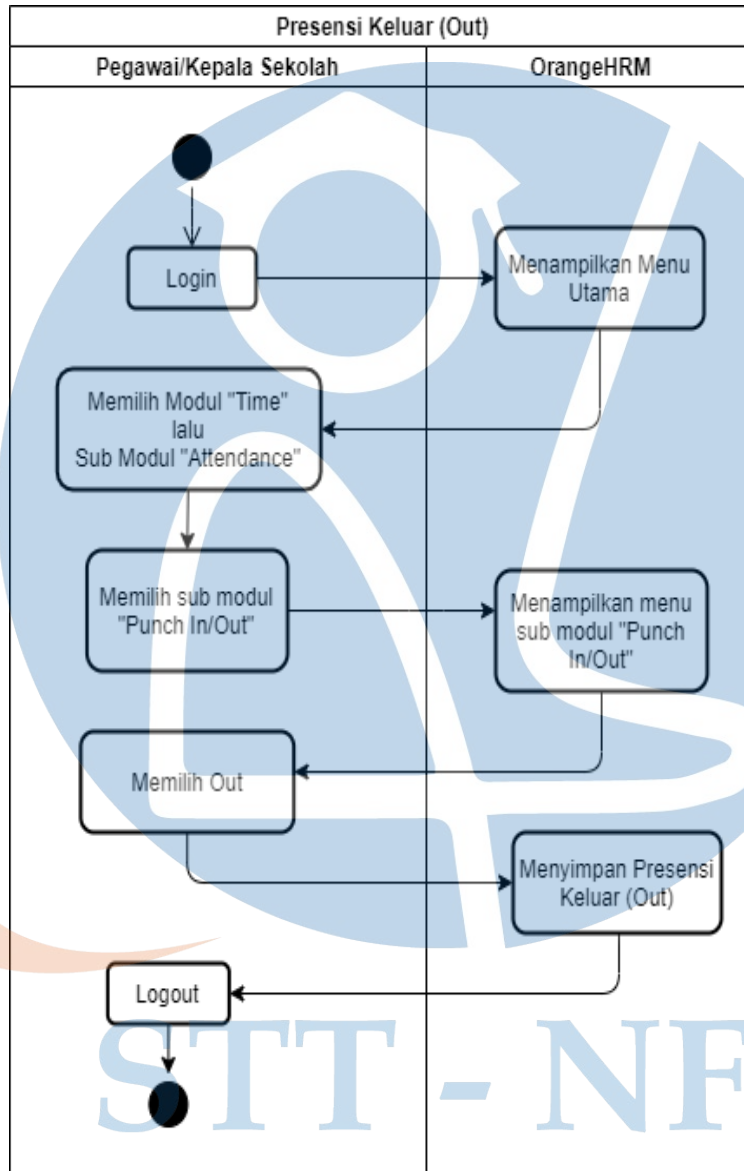 Presensi Keluar (Out)
Pegawai/Kepala Sekolah
OrangeHRM
Login
Menampilkan Menu
Utama
Memilih Modul "Time"
lalu
Sub Modul "Attendance"
Memilih sub modul
"Punch In/Out"
Menampilkan menu
sub modul "Punch
In/Out"
Memilih Out
Menyimpan Presensi
Keluar (Out)
Logout
STT - NF